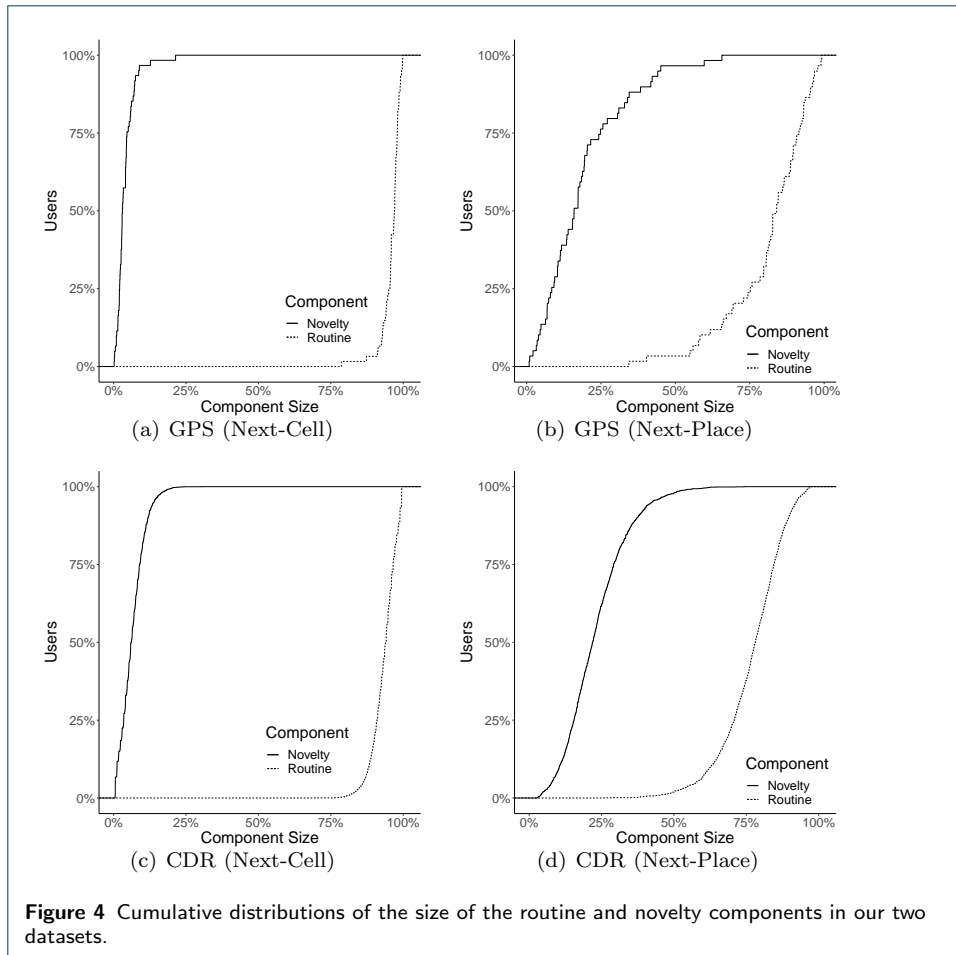 100%
75%
50%
25%
0%
Users
Component
Novelty
Routine
0% 25% 50% 75% 100%
Component Size
(a) GPS (Next-Cell)
100%
75%
50%
25%
0%
Users
Component
Novelty
Routine
0% 25% 50% 75% 100%
Component Size
(b) GPS (Next-Place)
100%
75%
50%
25%
0%
Users
Component
Novelty
Routine
0% 25% 50% 75% 100%
Component Size
(c) CDR (Next-Cell)
100%
75%
50%
25%
0%
Users
Component
Novelty
Routine
0% 25% 50% 75% 100%
Component Size
(d) CDR (Next-Place)
Figure 4 Cumulative distributions of the size of the routine and novelty components in our two
datasets.